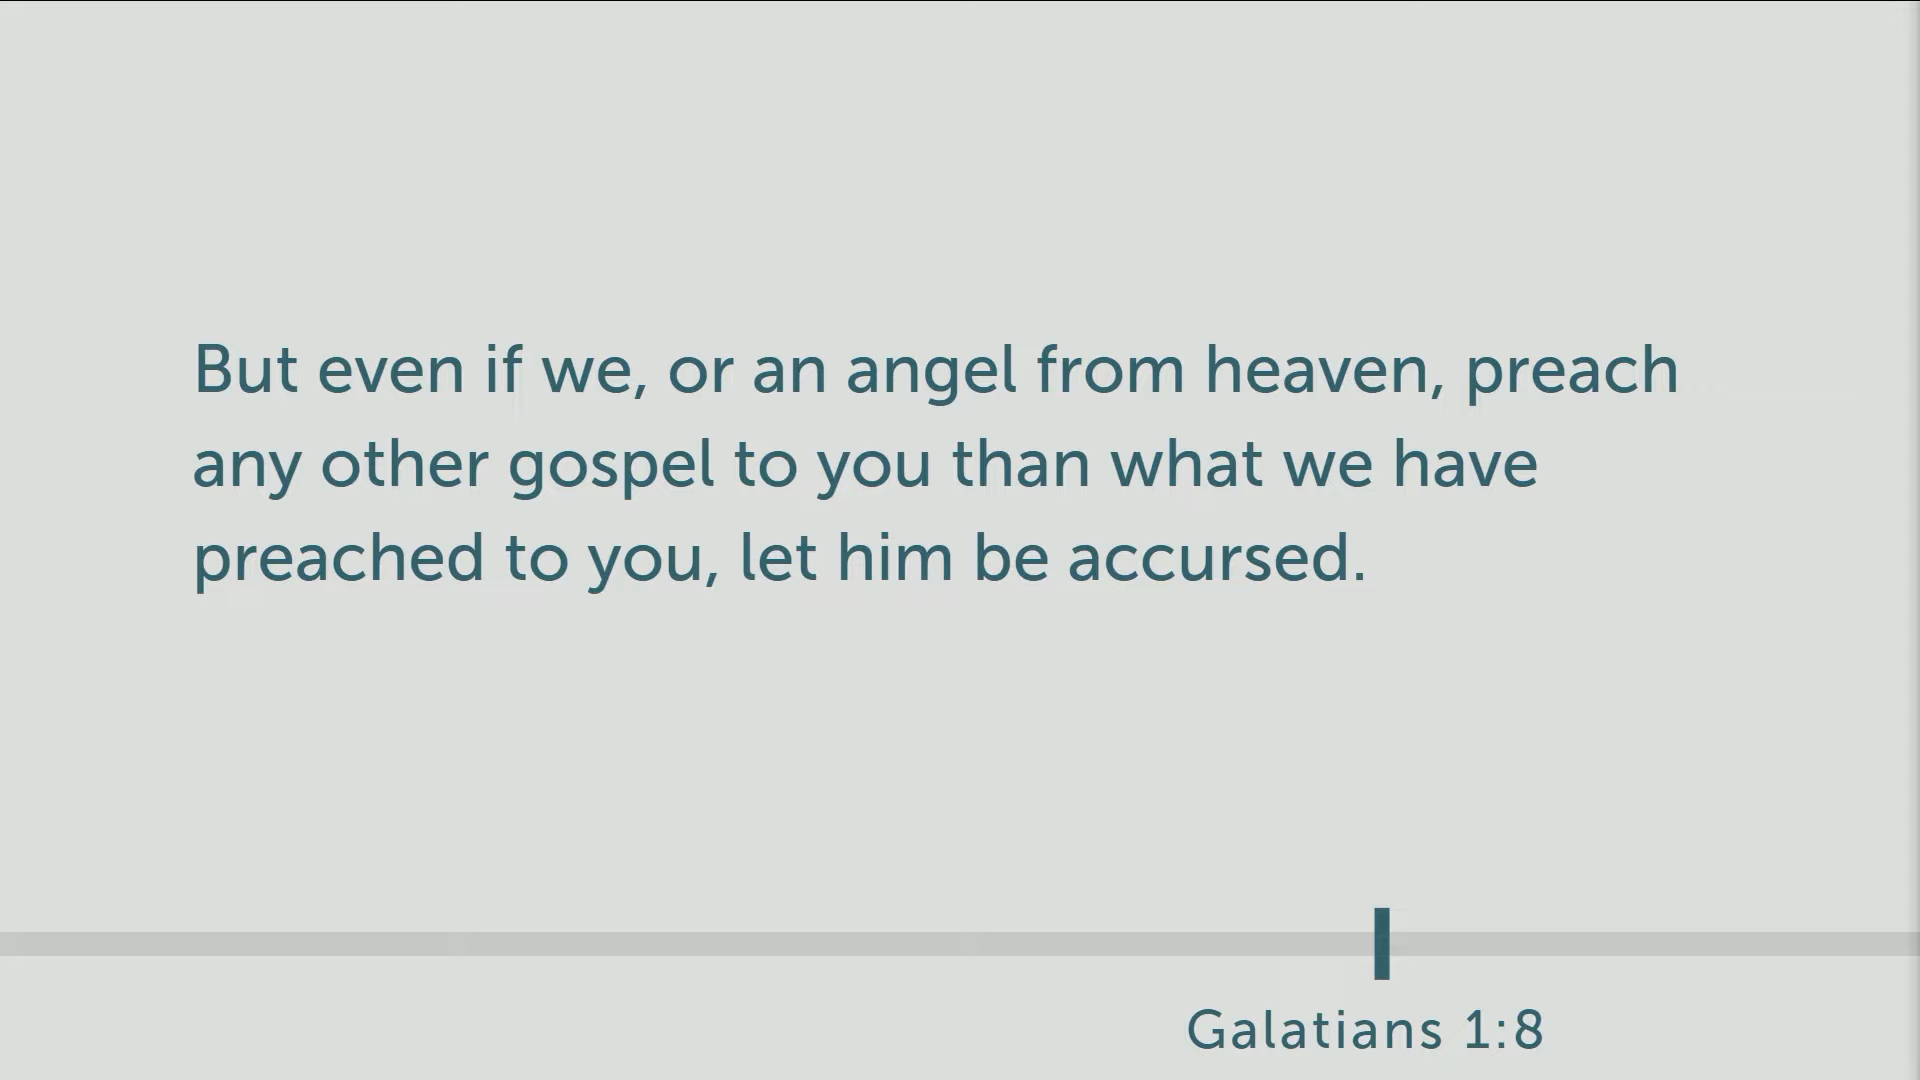 But even if we, or an angel from heaven, preach
any other gospel to you than what we have
preached to you, let him be accursed.
Galatians 1:8